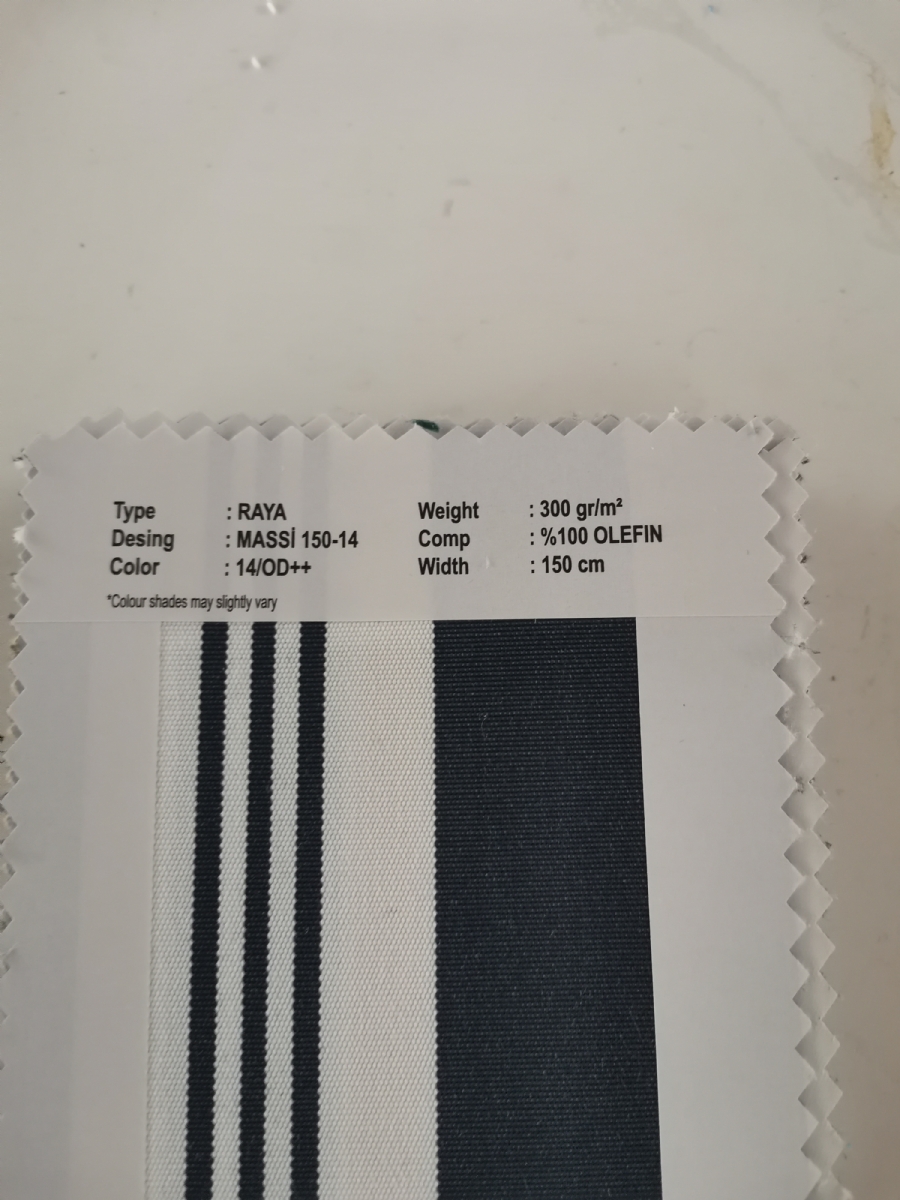 Type : RAYA Weight : 300 gr/m²
Desing : MASSİ 150-14 Comp : %100 OLEFIN
Color : 14/OD++ Width : 150 cm
*Colour shades may slightly vary